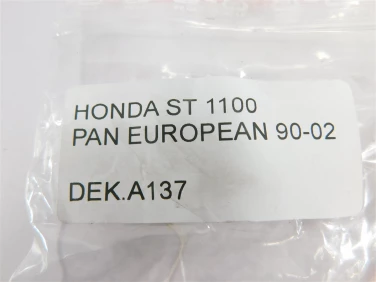 HONDA ST 1100
PAN EUROPEAN 90-02
DEK.A137